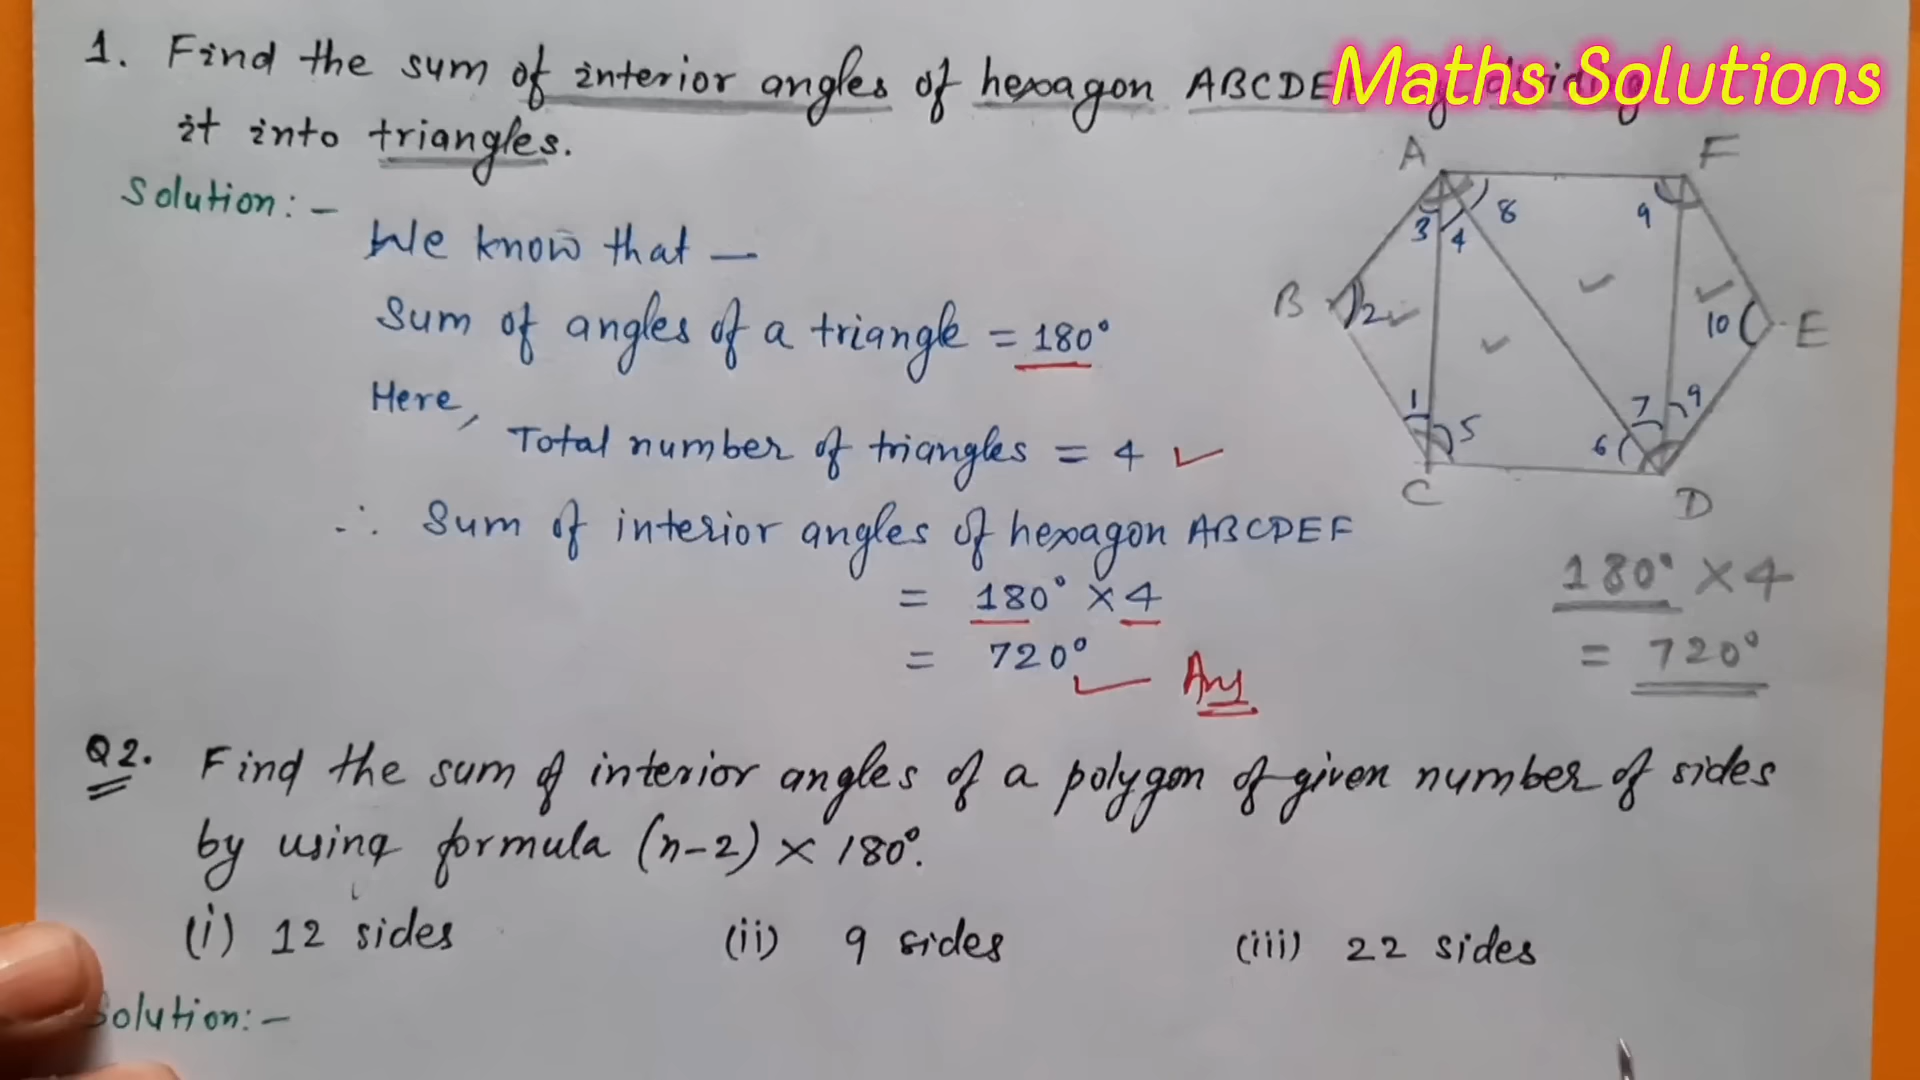 1. Find the sum of interior angles of hexagon ABCDE
Maths Solutions
it into triangles.
Solution:-
We know that —
Sum of angles of a triangle = 180°
Here,
Total number of triangles = 4
∴ Sum of interior angles of hexagon ABCDEF
= 180° × 4
= 720°
Ans
A F
3 4 8 9
B 2 10 E
1 5 6 7 9
C D
180° × 4
= 720°
Q2. Find the sum of interior angles of a polygon of given number of sides
by using formula (n-2) × 180°.
(i) 12 sides (ii) 9 sides (iii) 22 sides
Solution:-